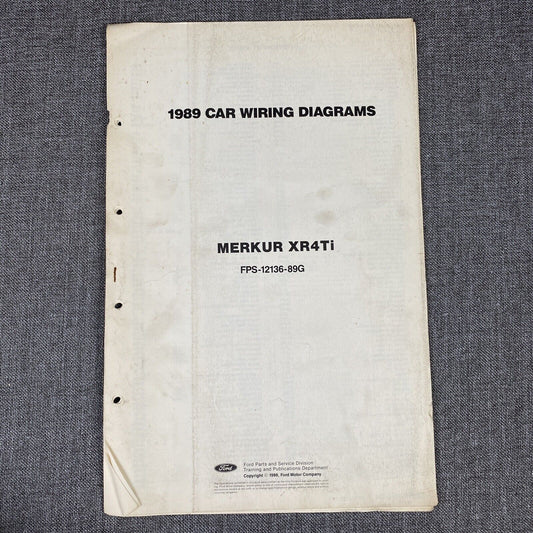 1989 CAR WIRING DIAGRAMS
MERKUR XR4Ti
FPS-12136-89G
Ford
Ford Parts and Service Division
Training and Publications Department
Copyright © 1988, Ford Motor Company